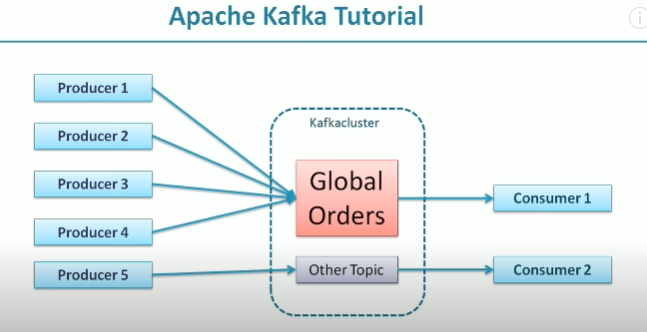 Apache Kafka Tutorial
Producer 1
Producer 2
Producer 3
Producer 4
Producer 5
Kafkacluster
Global
Orders
Other Topic
Consumer 1
Consumer 2